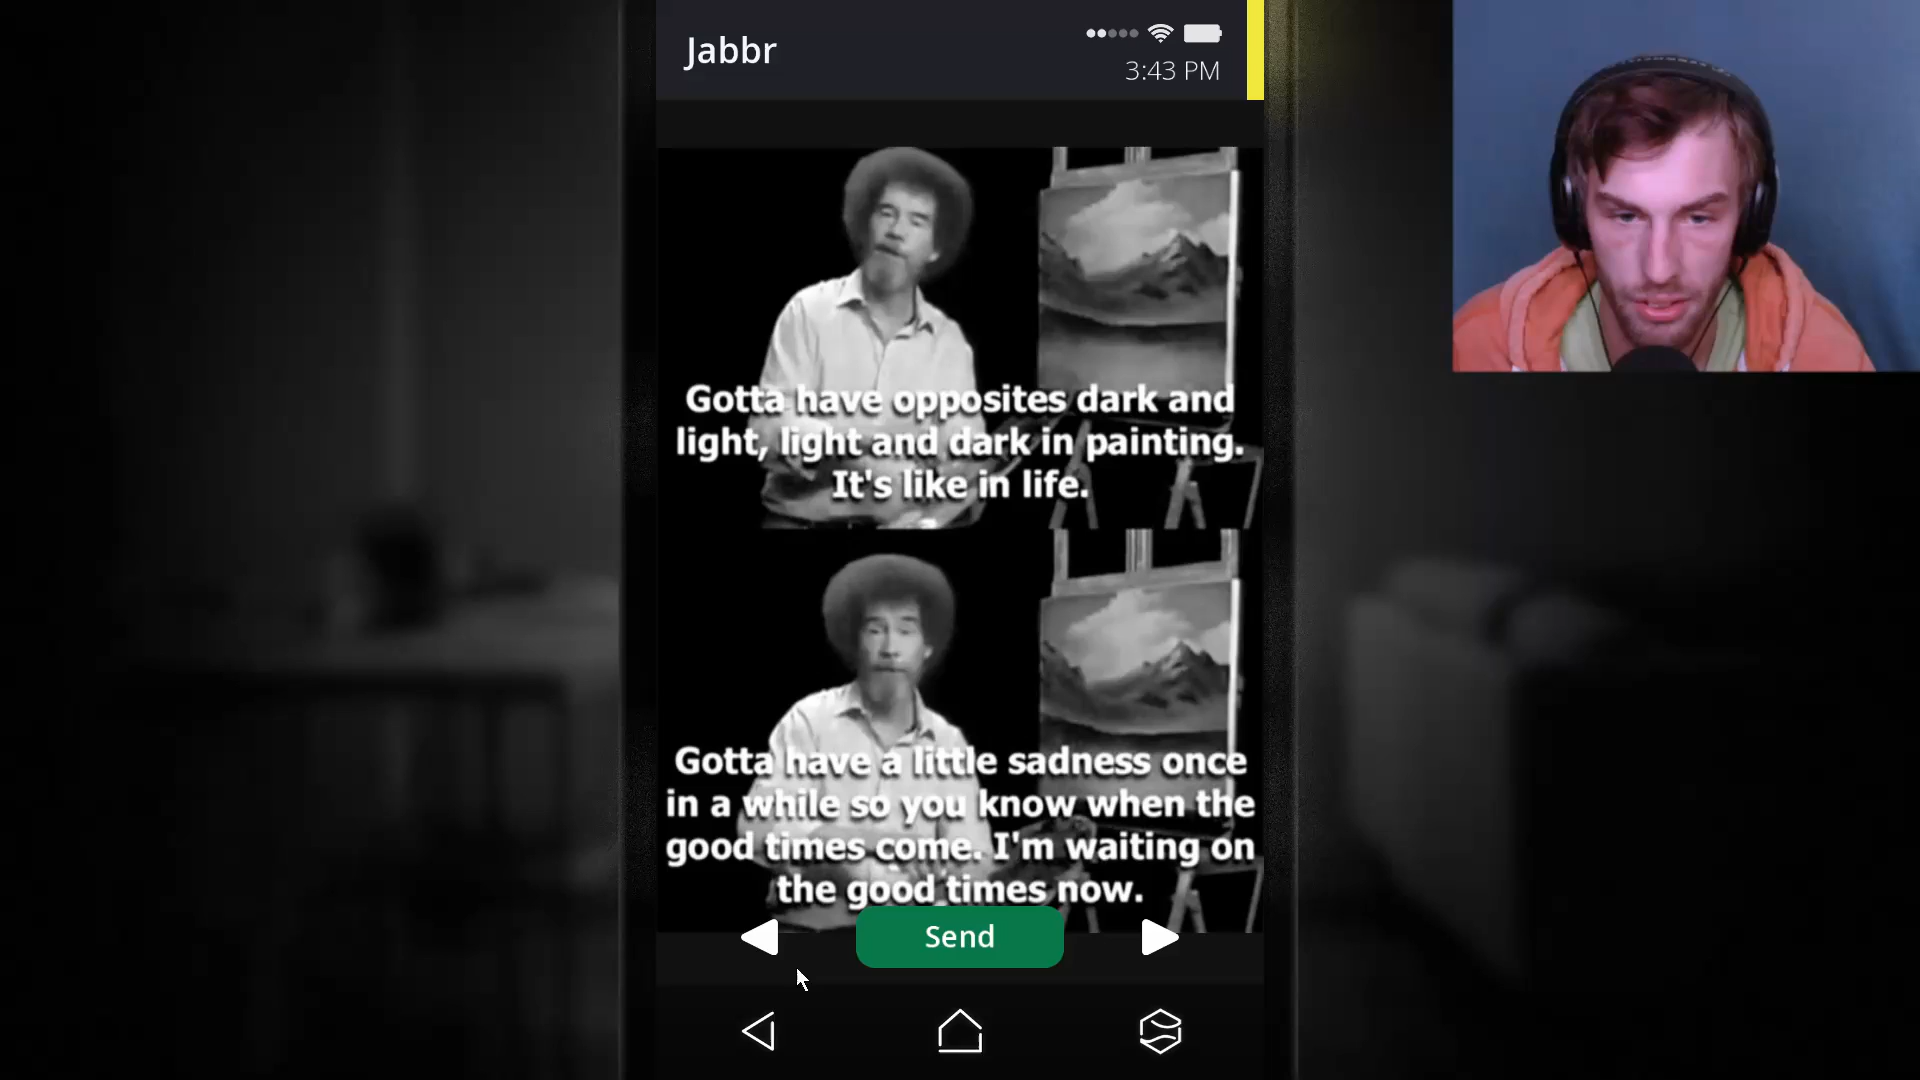 Jabbr
3:43 PM
Gotta have opposites dark and
light, light and dark in painting.
It's like in life.
Gotta have a little sadness once
in a while so you know when the
good times come. I'm waiting on
the good times now.
Send